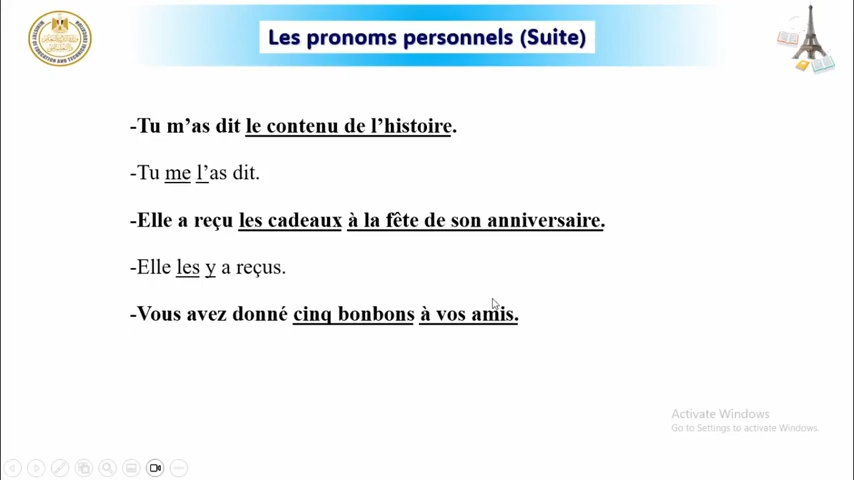 Les pronoms personnels (Suite)
-Tu m'as dit le contenu de l'histoire.
-Tu me l'as dit.
-Elle a reçu les cadeaux à la fête de son anniversaire.
-Elle les y a reçus.
-Vous avez donné cinq bonbons à vos amis.
Activate Windows
Go to Settings to activate Windows.